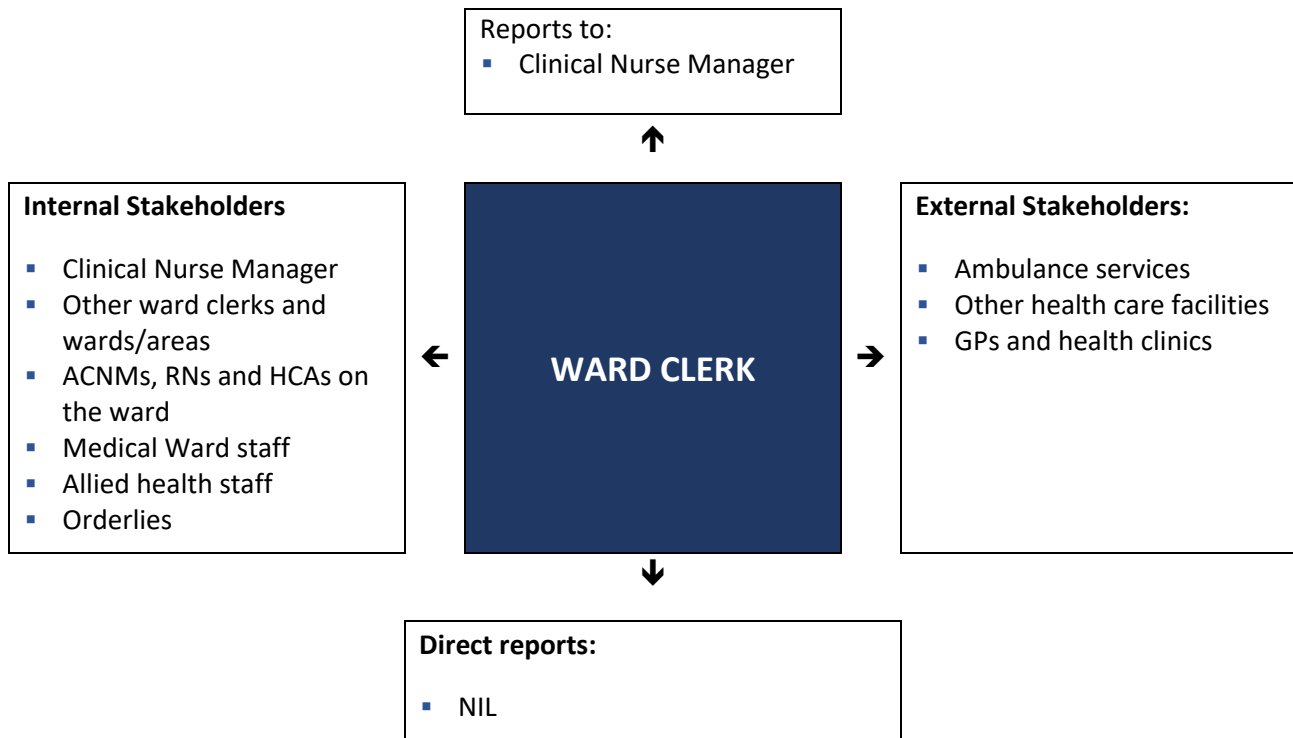 Reports to:
▪ Clinical Nurse Manager
Internal Stakeholders
▪ Clinical Nurse Manager
▪ Other ward clerks and
wards/areas
▪ ACNMs, RNs and HCAs on
the ward
▪ Medical Ward staff
▪ Allied health staff
▪ Orderlies
WARD CLERK
External Stakeholders:
▪ Ambulance services
▪ Other health care facilities
▪ GPs and health clinics
Direct reports:
▪ NIL